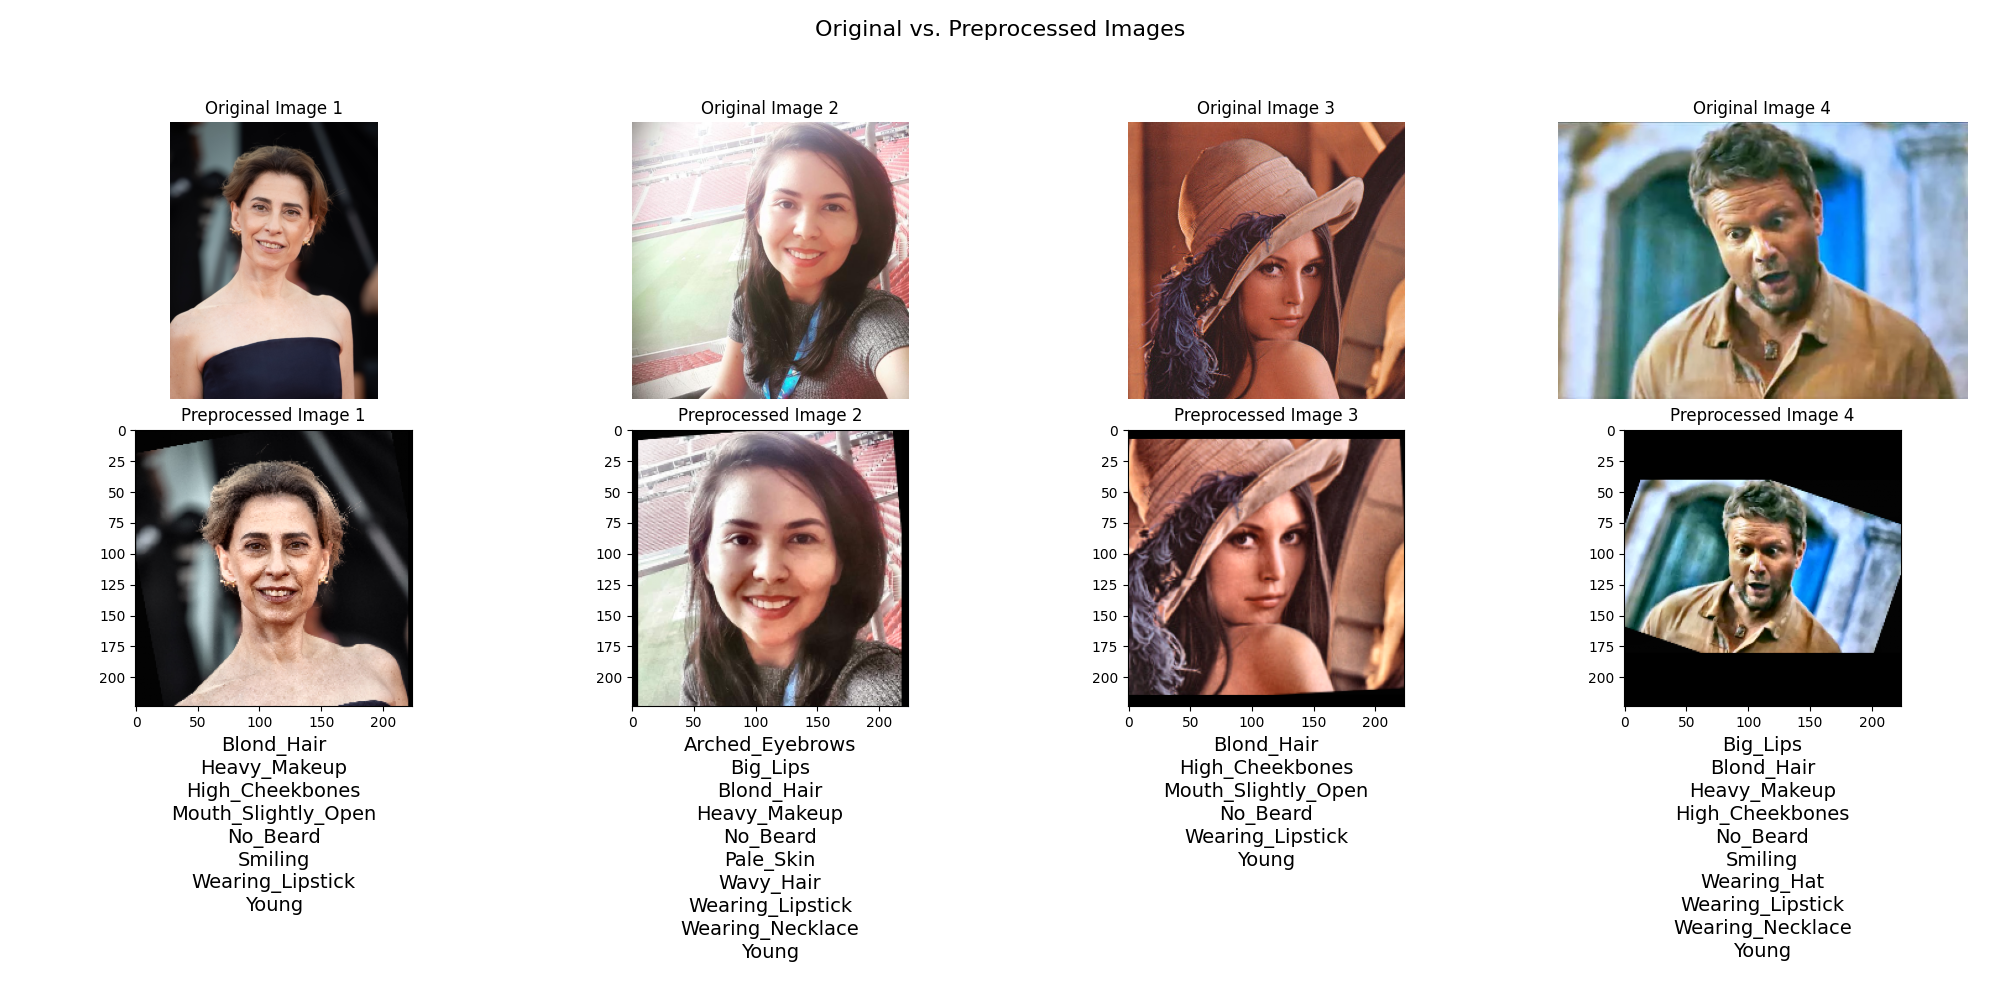 Original vs. Preprocessed Images
Original Image 1
Original Image 2
Original Image 3
Original Image 4
Preprocessed Image 1
0
25
50
75
100
125
150
175
200
0 50 100 150 200
Blond_Hair
Heavy_Makeup
High_Cheekbones
Mouth_Slightly_Open
No_Beard
Smiling
Wearing_Lipstick
Young
Preprocessed Image 2
0
25
50
75
100
125
150
175
200
0 50 100 150 200
Arched_Eyebrows
Big_Lips
Blond_Hair
Heavy_Makeup
No_Beard
Pale_Skin
Wavy_Hair
Wearing_Lipstick
Wearing_Necklace
Young
Preprocessed Image 3
0
25
50
75
100
125
150
175
200
0 50 100 150 200
Blond_Hair
High_Cheekbones
Mouth_Slightly_Open
No_Beard
Wearing_Lipstick
Young
Preprocessed Image 4
0
25
50
75
100
125
150
175
200
0 50 100 150 200
Big_Lips
Blond_Hair
Heavy_Makeup
High_Cheekbones
No_Beard
Smiling
Wearing_Hat
Wearing_Lipstick
Wearing_Necklace
Young